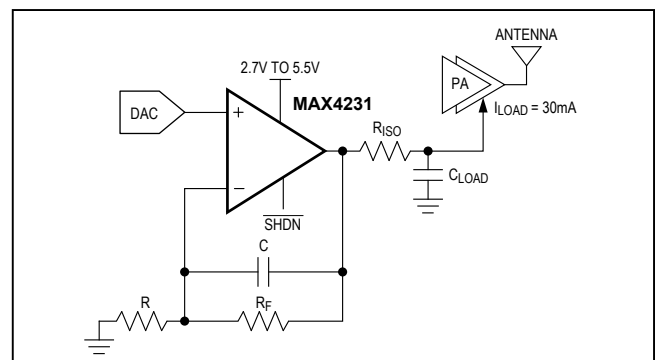 ANTENNA
2.7V TO 5.5V
MAX4231
PA
DAC
+
I_LOAD = 30mA
R_ISO
−
C_LOAD
SHDN
C
R
R_F